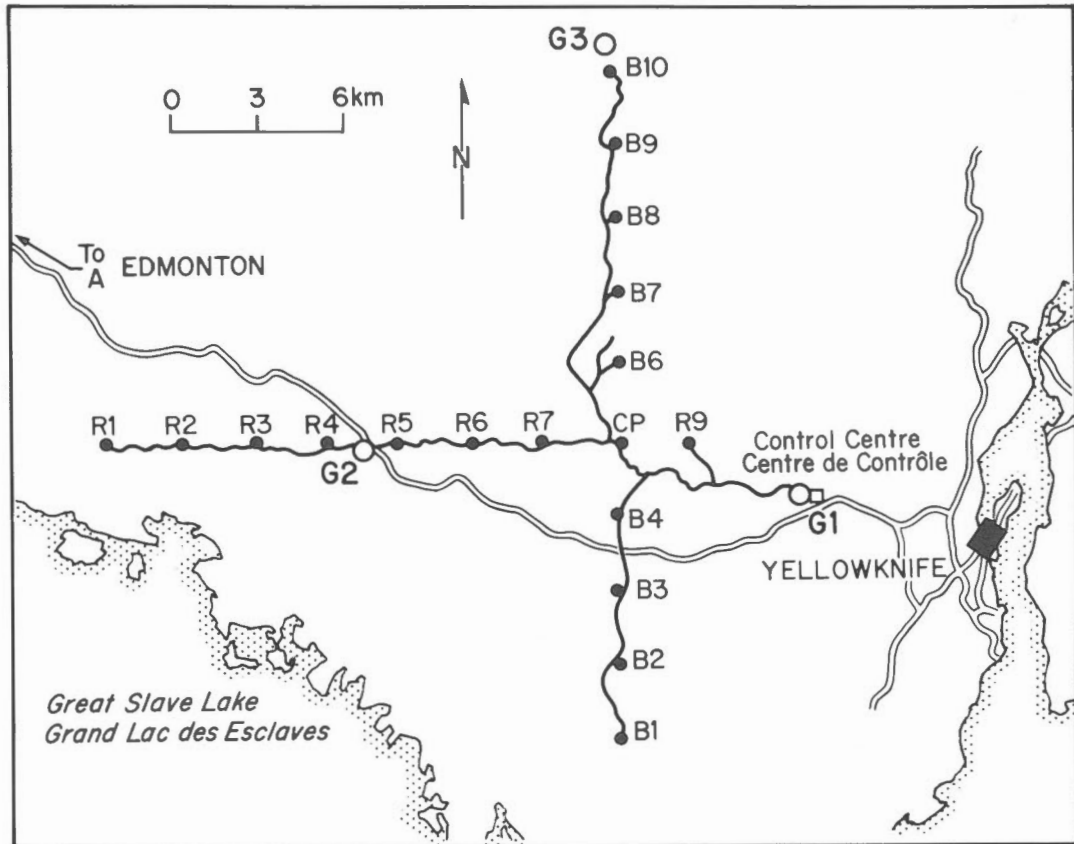 G3
B10
0 3 6km
N
B9
B8
To
A EDMONTON
B7
B6
R1 R2 R3 R4 R5 R6 R7 CP R9
G2
Control Centre
Centre de Contrôle
G1
B4
YELLOWKNIFE
B3
B2
B1
Great Slave Lake
Grand Lac des Esclaves